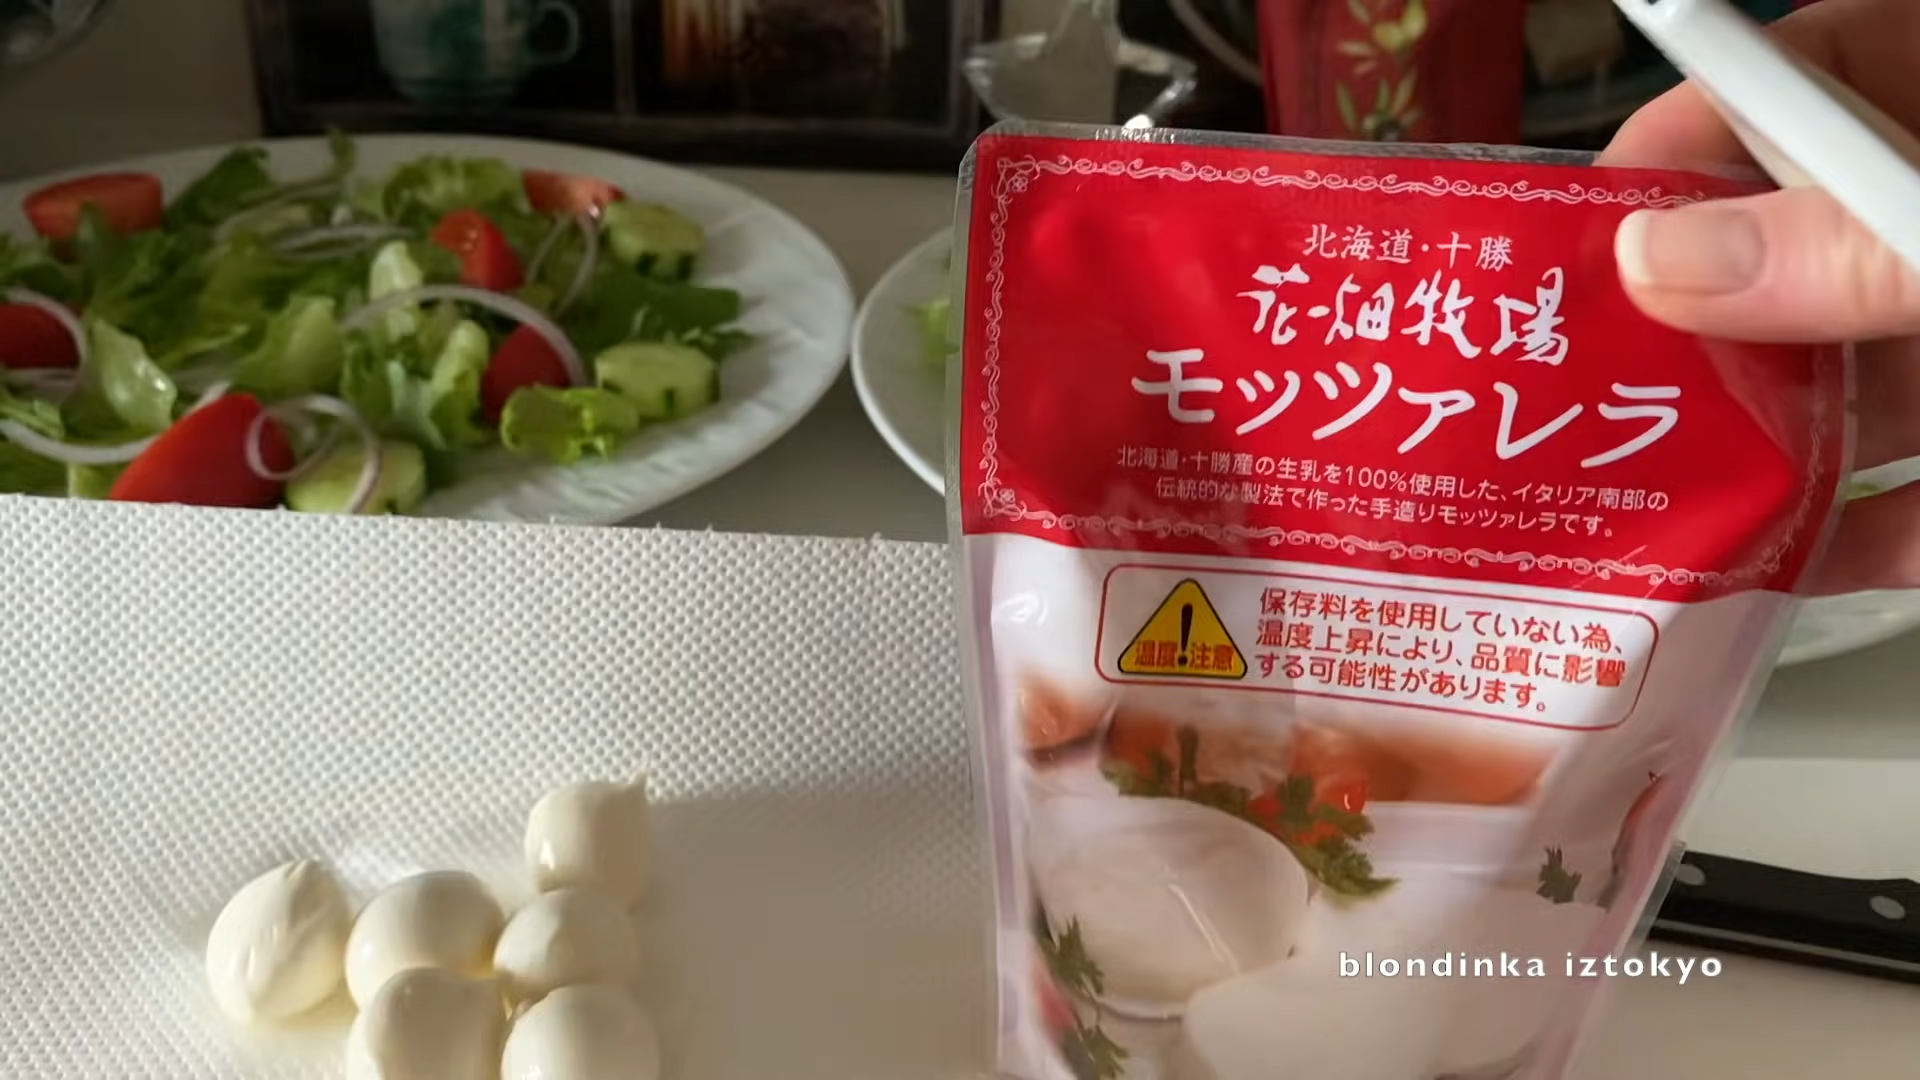 北海道・十勝
花畑牧場
モッツァレラ
北海道・十勝産の生乳を100%使用した、イタリア南部の
伝統的な製法で作った手造りモッツァレラです。
温度注意
保存料を使用していない為、
温度上昇により、品質に影響
する可能性があります。
blondinka iztokyo